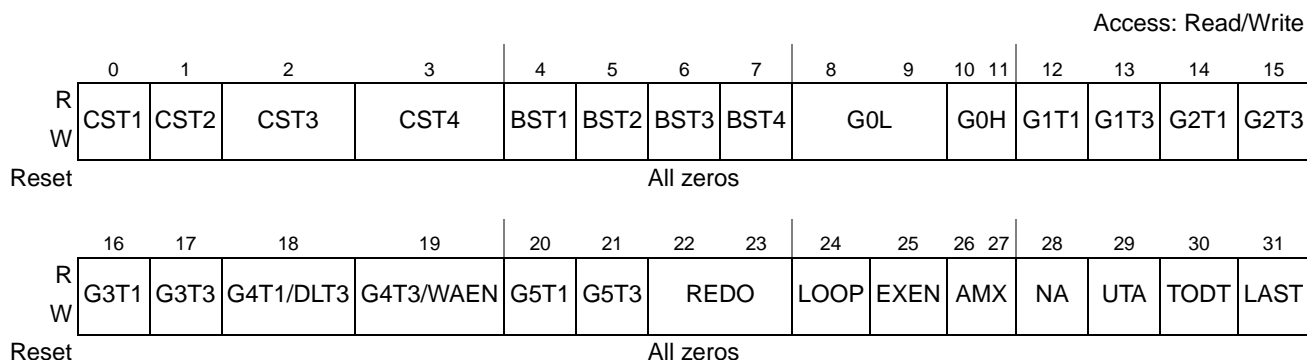 Access: Read/Write
0 1 2 3 4 5 6 7 8 9 10 11 12 13 14 15
R
W
CST1 CST2 CST3 CST4 BST1 BST2 BST3 BST4 G0L G0H G1T1 G1T3 G2T1 G2T3
Reset All zeros
16 17 18 19 20 21 22 23 24 25 26 27 28 29 30 31
R
W
G3T1 G3T3 G4T1/DLT3 G4T3/WAEN G5T1 G5T3 REDO LOOP EXEN AMX NA UTA TODT LAST
Reset All zeros